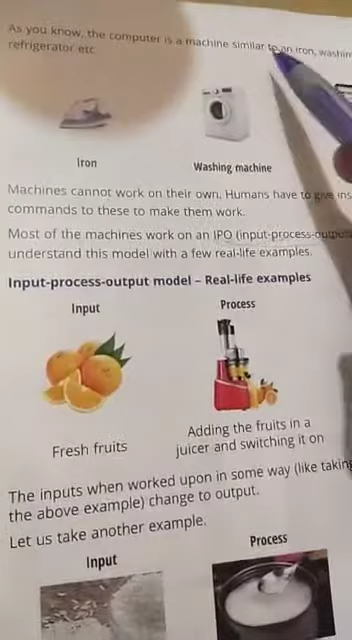 As you know, the computer is a machine similar to an iron,
refrigerator etc
Iron
Washing machine
Machines cannot work on their own. Humans have to give
commands to these to make them work.
Most of the machines work on an IPO (input-process-output
understand this model with a few real-life examples.
Input-process-output model – Real-life examples
Input
Process
Fresh fruits
Adding the fruits in a
juicer and switching it on
The inputs when worked upon in some way (like taking
the above example) change to output.
Let us take another example.
Input
Process